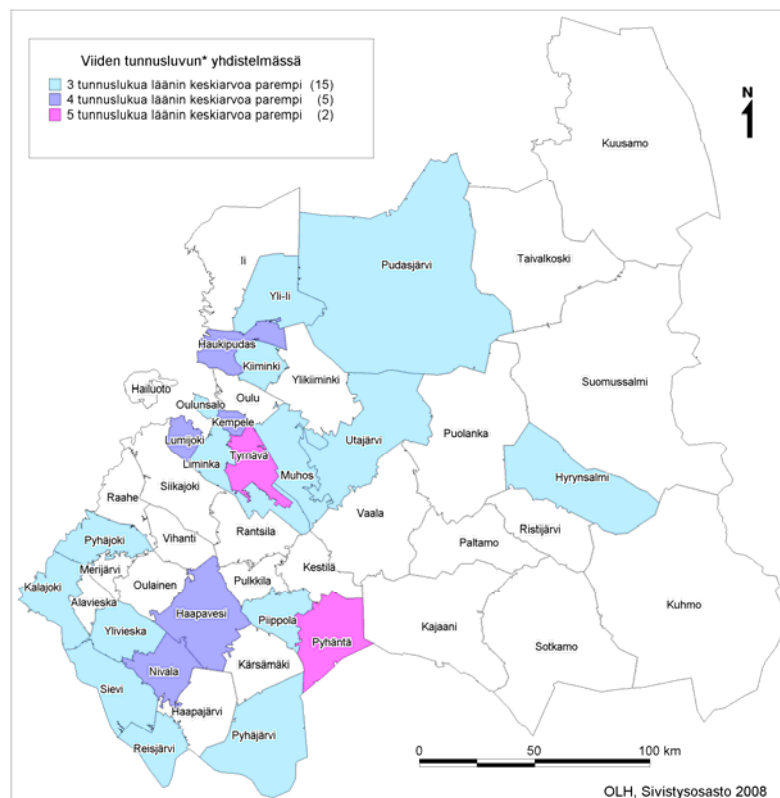 Viiden tunnusluvun* yhdistelmässä
3 tunnuslukua läänin keskiarvoa parempi (15)
4 tunnuslukua läänin keskiarvoa parempi (5)
5 tunnuslukua läänin keskiarvoa parempi (2)
N
Kuusamo
Taivalkoski
Pudasjärvi
Ii
Yli-Ii
Haukipudas
Kiiminki
Ylikiiminki
Suomussalmi
Hailuoto
Oulu
Oulunsalo
Kempele
Puolanka
Lumijoki
Utajärvi
Tyrnävä
Liminka
Muhos
Hyrynsalmi
Siikajoki
Raahe
Vaala
Rantsila
Ristijärvi
Pyhäjoki
Vihanti
Paltamo
Kestilä
Merijärvi
Pulkkila
Kalajoki
Oulainen
Alavieska
Haapavesi
Kuhmo
Piippola
Kajaani
Ylivieska
Pyhäntä
Sotkamo
Kärsämäki
Nivala
Sievi
Haapajärvi
Pyhäjärvi
Reisjärvi
0 50 100 km
OLH, Sivistysosasto 2008